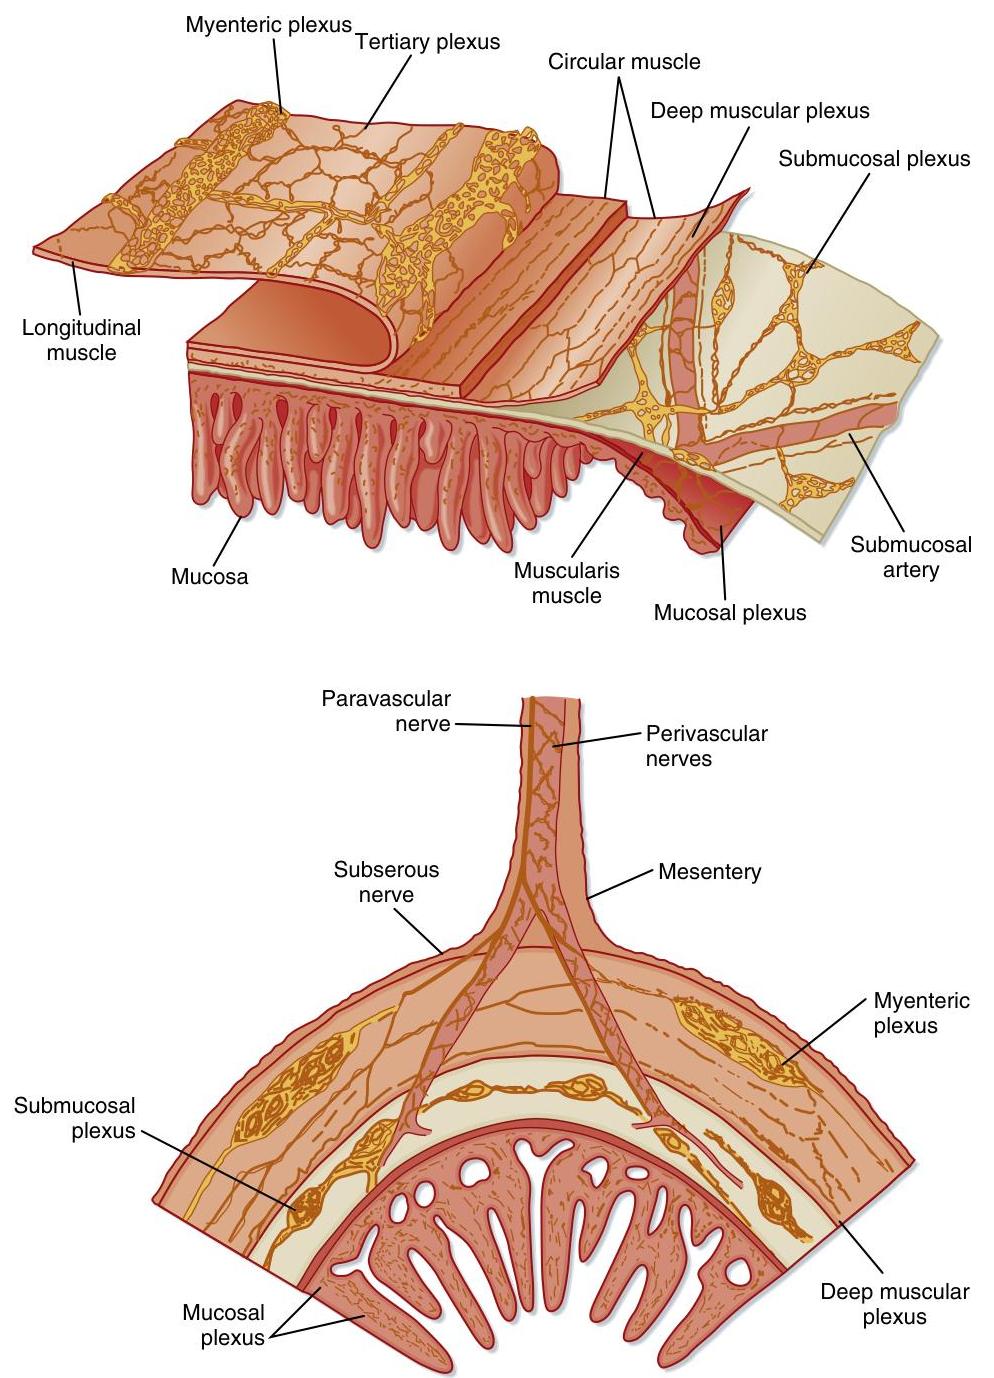 Myenteric plexus
Tertiary plexus
Circular muscle
Deep muscular plexus
Submucosal plexus
Longitudinal
muscle
Mucosa
Muscularis
muscle
Mucosal plexus
Submucosal
artery
Paravascular
nerve
Perivascular
nerves
Subserous
nerve
Mesentery
Myenteric
plexus
Submucosal
plexus
Mucosal
plexus
Deep muscular
plexus